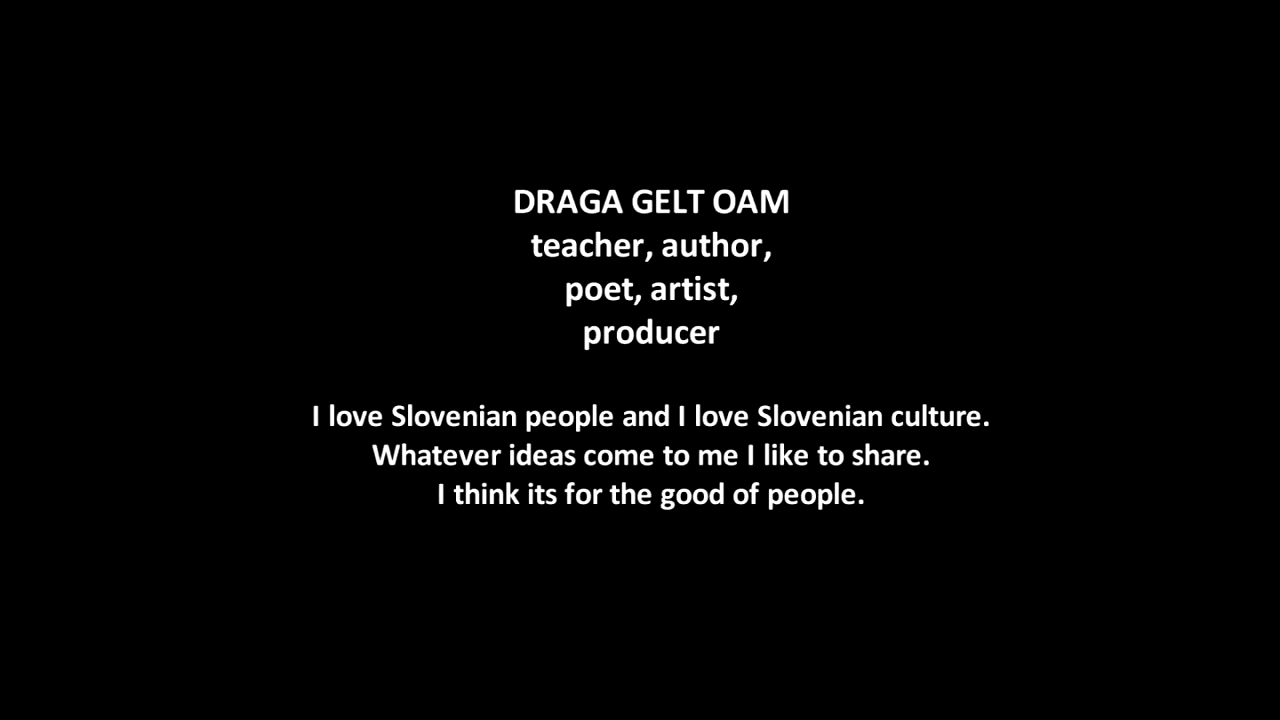 DRAGA GELT OAM
teacher, author,
poet, artist,
producer
I love Slovenian people and I love Slovenian culture.
Whatever ideas come to me I like to share.
I think its for the good of people.